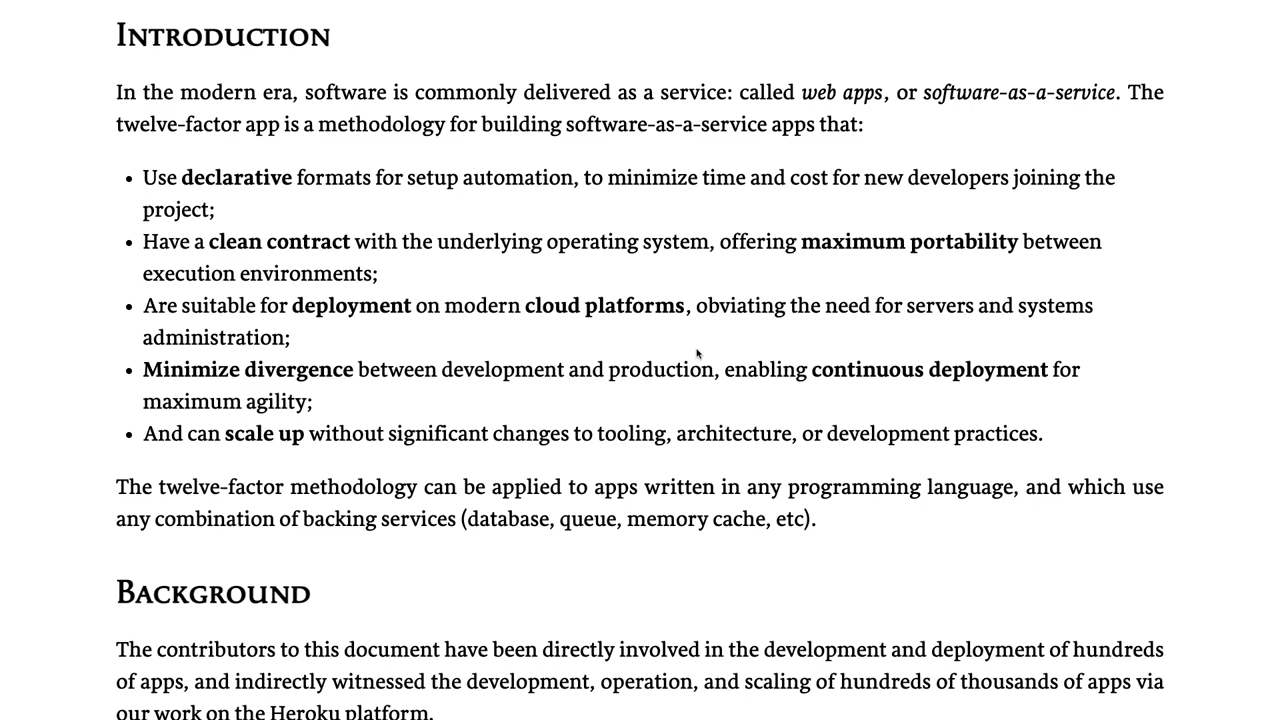 Introduction
In the modern era, software is commonly delivered as a service: called web apps, or software-as-a-service. The
twelve-factor app is a methodology for building software-as-a-service apps that:
• Use declarative formats for setup automation, to minimize time and cost for new developers joining the
project;
• Have a clean contract with the underlying operating system, offering maximum portability between
execution environments;
• Are suitable for deployment on modern cloud platforms, obviating the need for servers and systems
administration;
• Minimize divergence between development and production, enabling continuous deployment for
maximum agility;
• And can scale up without significant changes to tooling, architecture, or development practices.
The twelve-factor methodology can be applied to apps written in any programming language, and which use
any combination of backing services (database, queue, memory cache, etc).
Background
The contributors to this document have been directly involved in the development and deployment of hundreds
of apps, and indirectly witnessed the development, operation, and scaling of hundreds of thousands of apps via
our work on the Heroku platform.